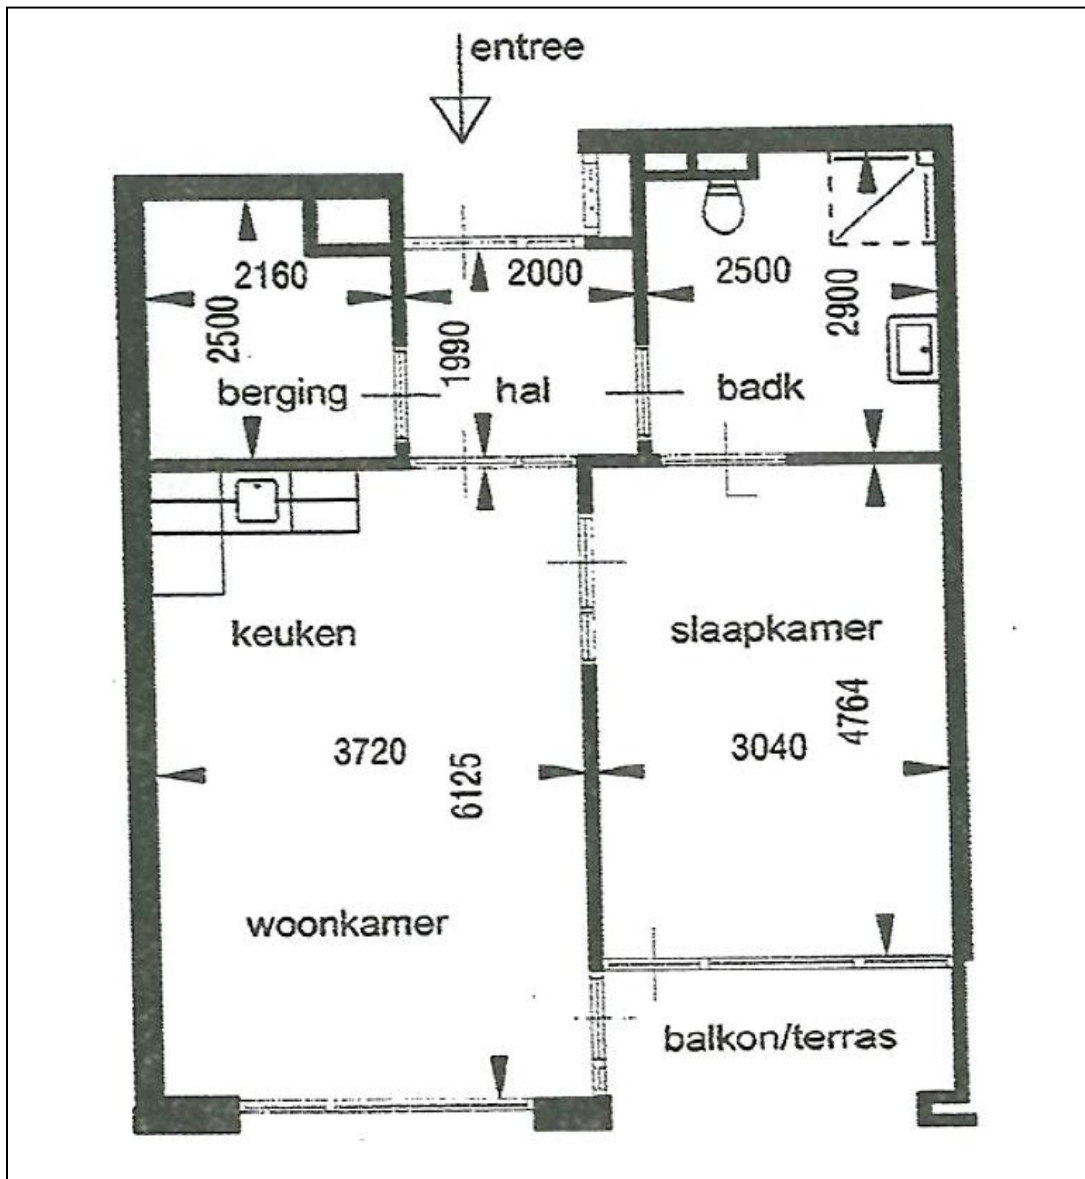 entree
2160
2000
2500
2500
2900
1990
berging
hal
badk
keuken
slaapkamer
3720
6125
3040
4764
woonkamer
balkon/terras